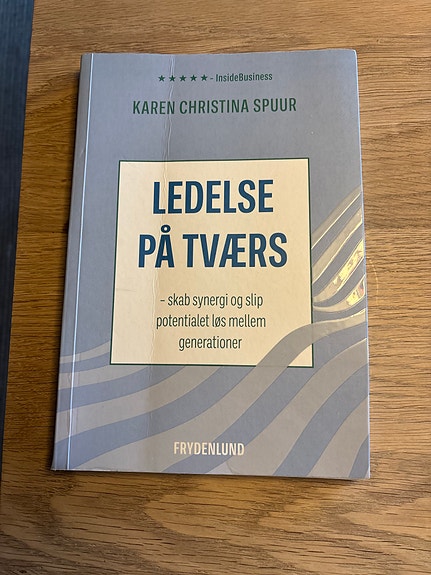 ★★★★★ - InsideBusiness
KAREN CHRISTINA SPUUR
LEDELSE
PÅ TVÆRS
- skab synergi og slip
potentialet løs mellem
generationer
FRYDENLUND